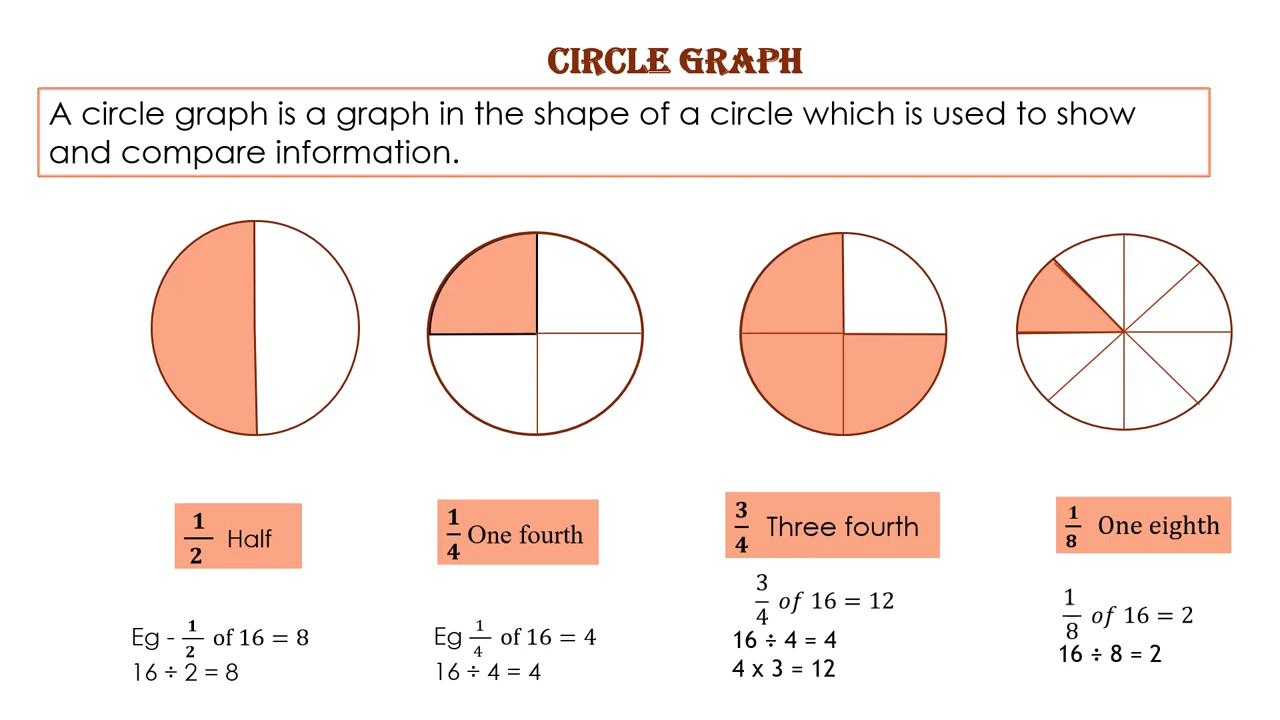 CIRCLE GRAPH
A circle graph is a graph in the shape of a circle which is used to show
and compare information.
1/2 Half
1/4 One fourth
3/4 Three fourth
1/8 One eighth
Eg - 1/2 of 16 = 8
16 ÷ 2 = 8
Eg 1/4 of 16 = 4
16 ÷ 4 = 4
3/4 of 16 = 12
16 ÷ 4 = 4
4 x 3 = 12
1/8 of 16 = 2
16 ÷ 8 = 2